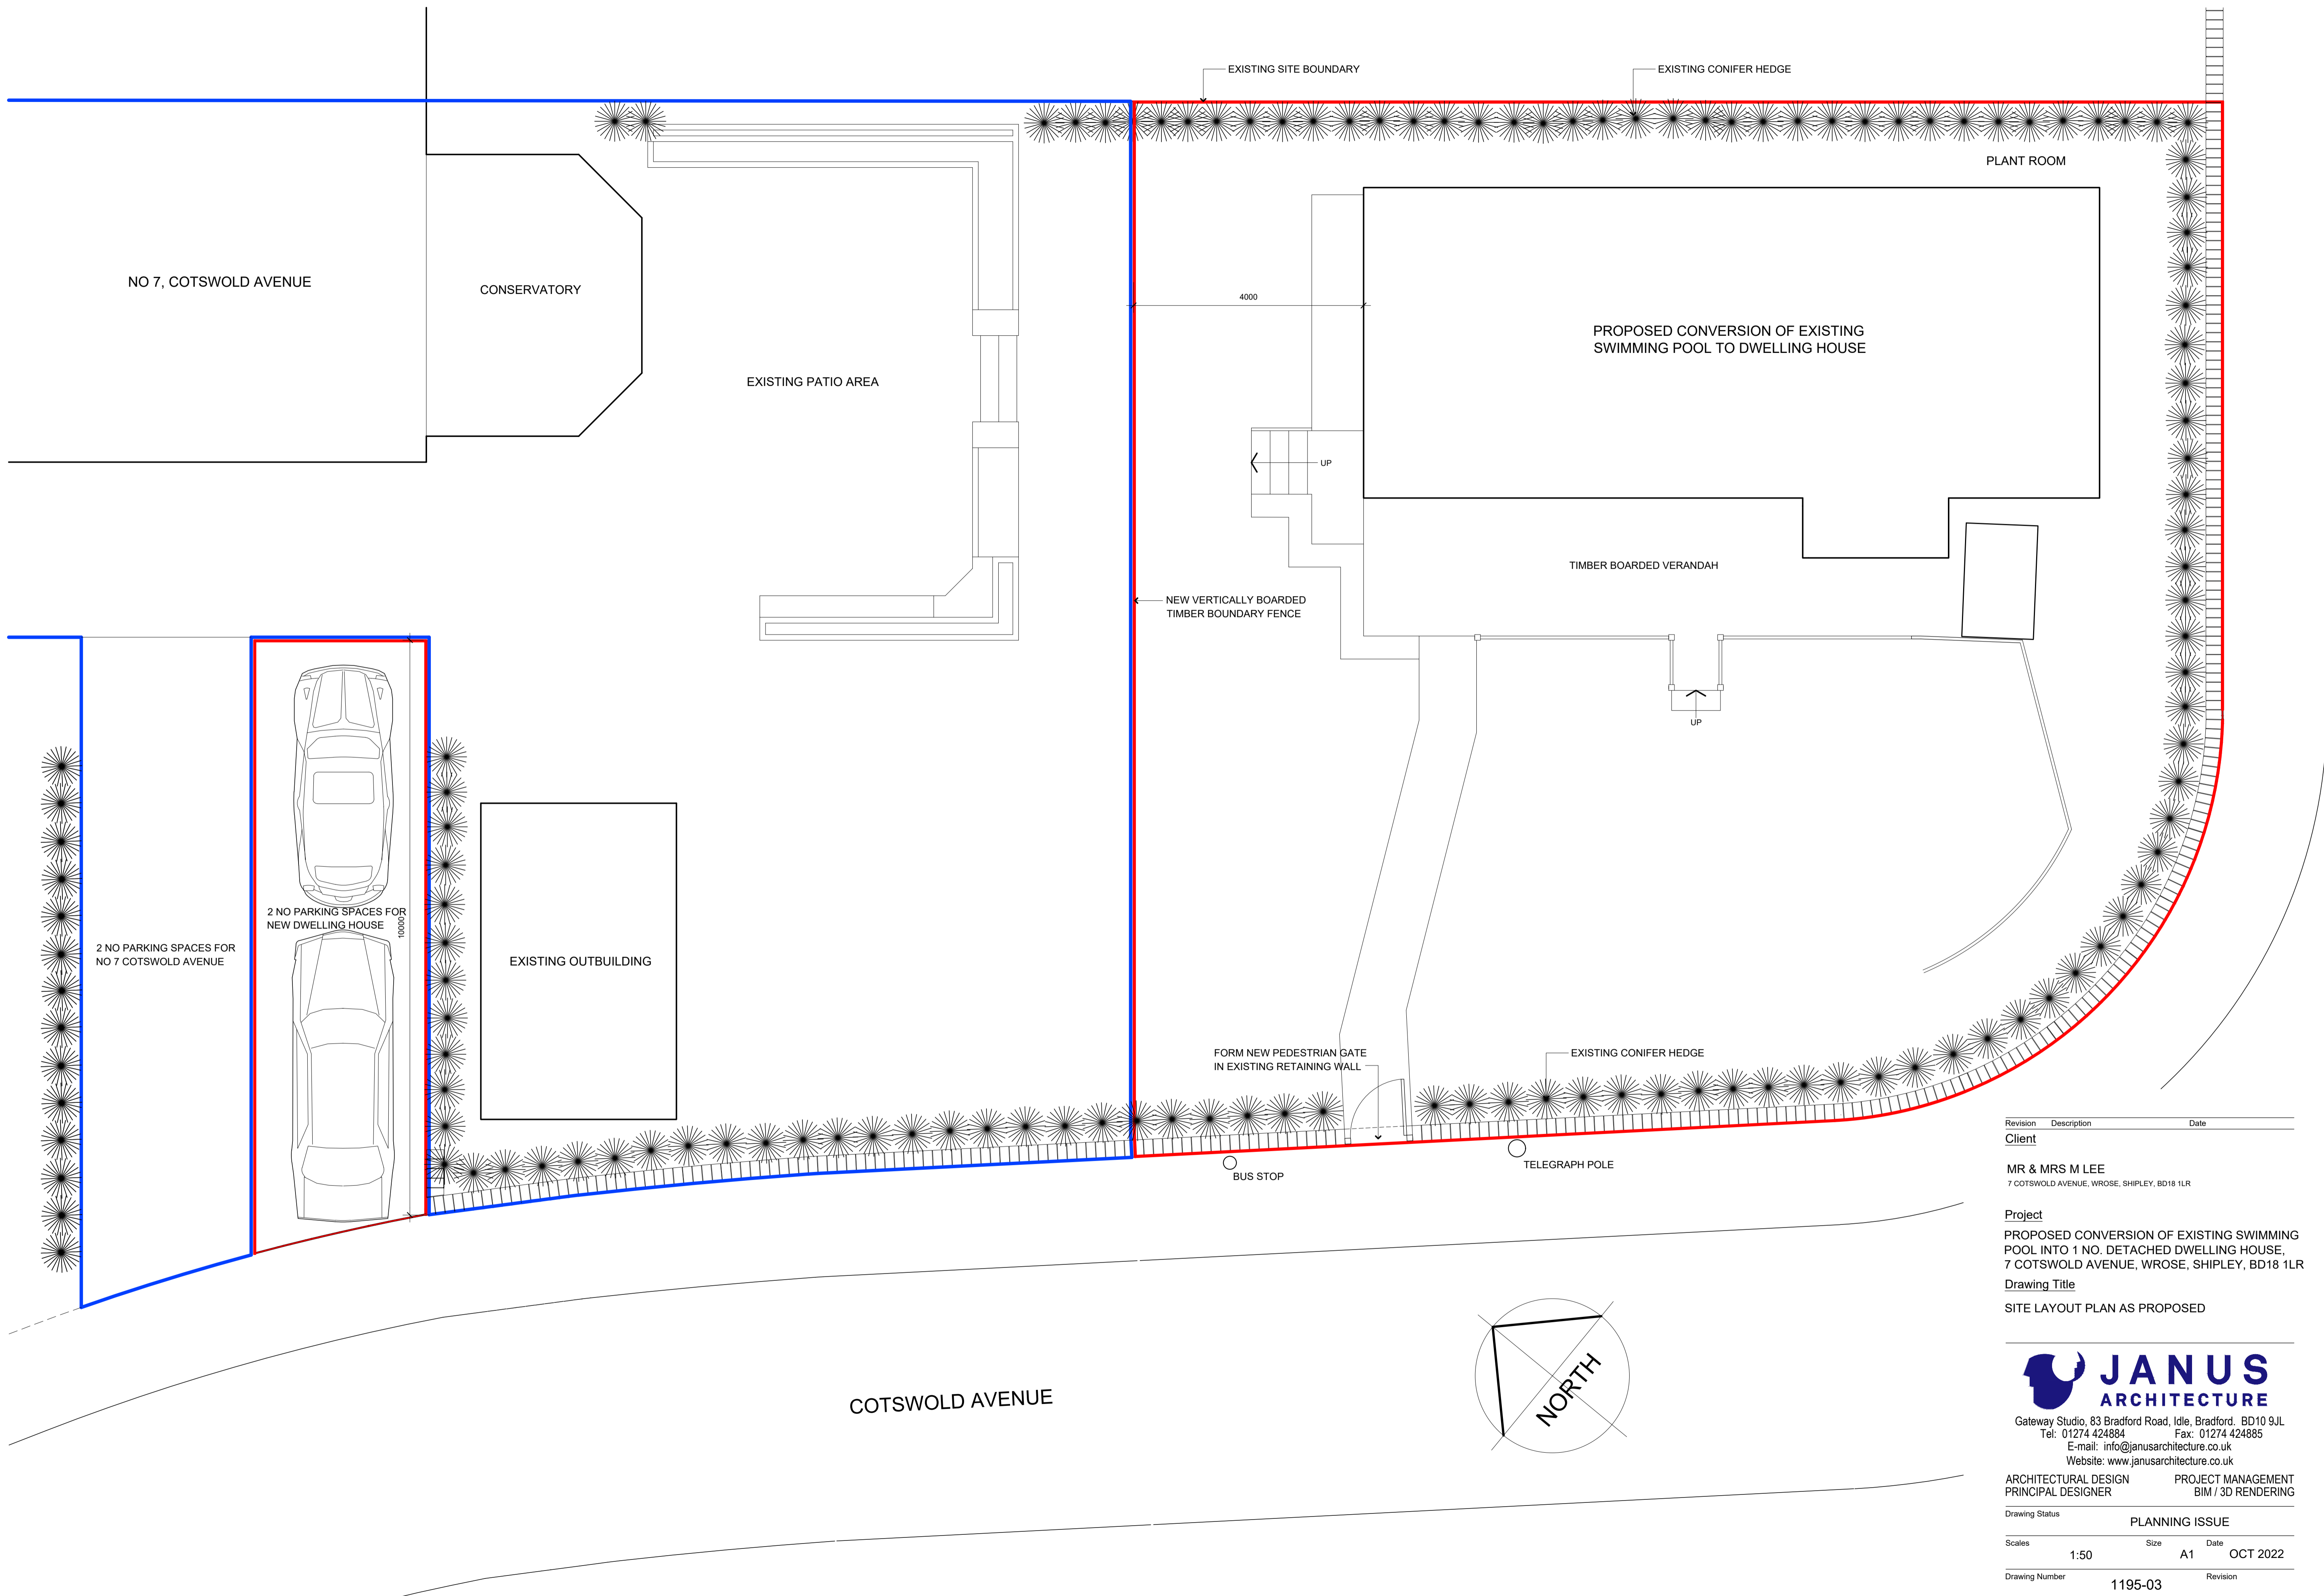 EXISTING SITE BOUNDARY
EXISTING CONIFER HEDGE
PLANT ROOM
NO 7, COTSWOLD AVENUE
CONSERVATORY
4000
PROPOSED CONVERSION OF EXISTING
SWIMMING POOL TO DWELLING HOUSE
EXISTING PATIO AREA
UP
TIMBER BOARDED VERANDAH
NEW VERTICALLY BOARDED
TIMBER BOUNDARY FENCE
UP
2 NO PARKING SPACES FOR
NEW DWELLING HOUSE
10000
2 NO PARKING SPACES FOR
NO 7 COTSWOLD AVENUE
EXISTING OUTBUILDING
FORM NEW PEDESTRIAN GATE
IN EXISTING RETAINING WALL
EXISTING CONIFER HEDGE
BUS STOP
TELEGRAPH POLE
COTSWOLD AVENUE
NORTH
Revision Description Date
Client
MR & MRS M LEE
7 COTSWOLD AVENUE, WROSE, SHIPLEY, BD18 1LR
Project
PROPOSED CONVERSION OF EXISTING SWIMMING
POOL INTO 1 NO. DETACHED DWELLING HOUSE,
7 COTSWOLD AVENUE, WROSE, SHIPLEY, BD18 1LR
Drawing Title
SITE LAYOUT PLAN AS PROPOSED
JANUS
ARCHITECTURE
Gateway Studio, 83 Bradford Road, Idle, Bradford. BD10 9JL
Tel: 01274 424884 Fax: 01274 424885
E-mail: info@janusarchitecture.co.uk
Website: www.janusarchitecture.co.uk
ARCHITECTURAL DESIGN PROJECT MANAGEMENT
PRINCIPAL DESIGNER BIM / 3D RENDERING
Drawing Status
PLANNING ISSUE
Scales Size Date
1:50 A1 OCT 2022
Drawing Number Revision
1195-03